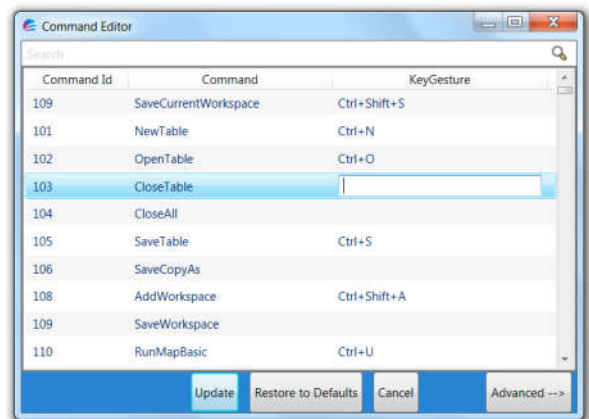 Command Editor
Search
Command Id Command KeyGesture
109 SaveCurrentWorkspace Ctrl+Shift+S
101 NewTable Ctrl+N
102 OpenTable Ctrl+O
103 CloseTable
104 CloseAll
105 SaveTable Ctrl+S
106 SaveCopyAs
108 AddWorkspace Ctrl+Shift+A
109 SaveWorkspace
110 RunMapBasic Ctrl+U
Update Restore to Defaults Cancel Advanced -->